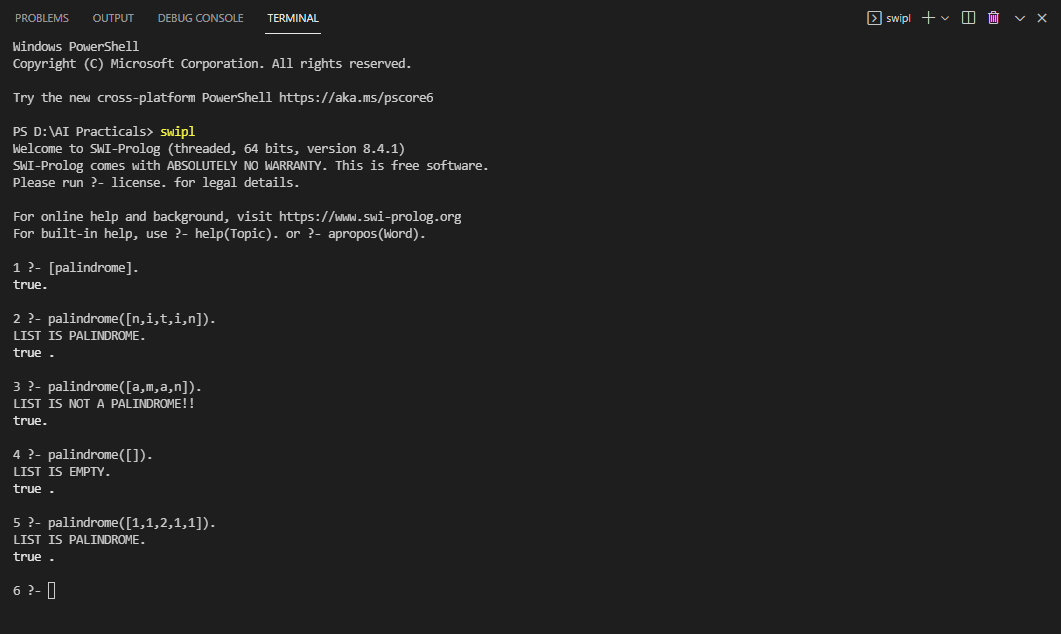 PROBLEMS OUTPUT DEBUG CONSOLE TERMINAL swipl
Windows PowerShell
Copyright (C) Microsoft Corporation. All rights reserved.
Try the new cross-platform PowerShell https://aka.ms/pscore6
PS D:\AI Practicals> swipl
Welcome to SWI-Prolog (threaded, 64 bits, version 8.4.1)
SWI-Prolog comes with ABSOLUTELY NO WARRANTY. This is free software.
Please run ?- license. for legal details.
For online help and background, visit https://www.swi-prolog.org
For built-in help, use ?- help(Topic). or ?- apropos(Word).
1 ?- [palindrome].
true.
2 ?- palindrome([n,i,t,i,n]).
LIST IS PALINDROME.
true .
3 ?- palindrome([a,m,a,n]).
LIST IS NOT A PALINDROME!!
true.
4 ?- palindrome([]).
LIST IS EMPTY.
true .
5 ?- palindrome([1,1,2,1,1]).
LIST IS PALINDROME.
true .
6 ?-